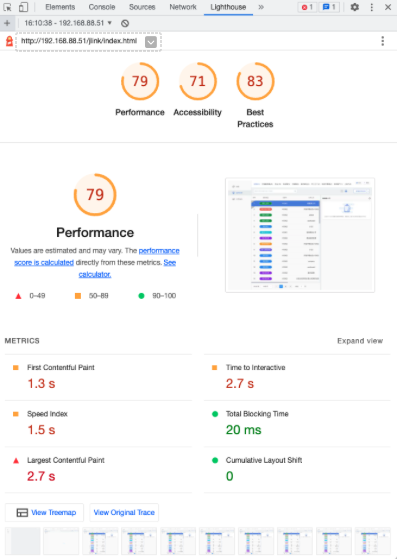 Elements Console Sources Network Lighthouse » 1 1
+ 16:10:38 - 192.168.88.51
http://192.168.88.51/jlink/index.html
79 71 83
Performance Accessibility Best
Practices
79
Performance
Values are estimated and may vary. The performance
score is calculated directly from these metrics. See
calculator.
0–49 50–89 90–100
METRICS Expand view
First Contentful Paint Time to Interactive
1.3 s 2.7 s
Speed Index Total Blocking Time
1.5 s 20 ms
Largest Contentful Paint Cumulative Layout Shift
2.7 s 0
View Treemap View Original Trace